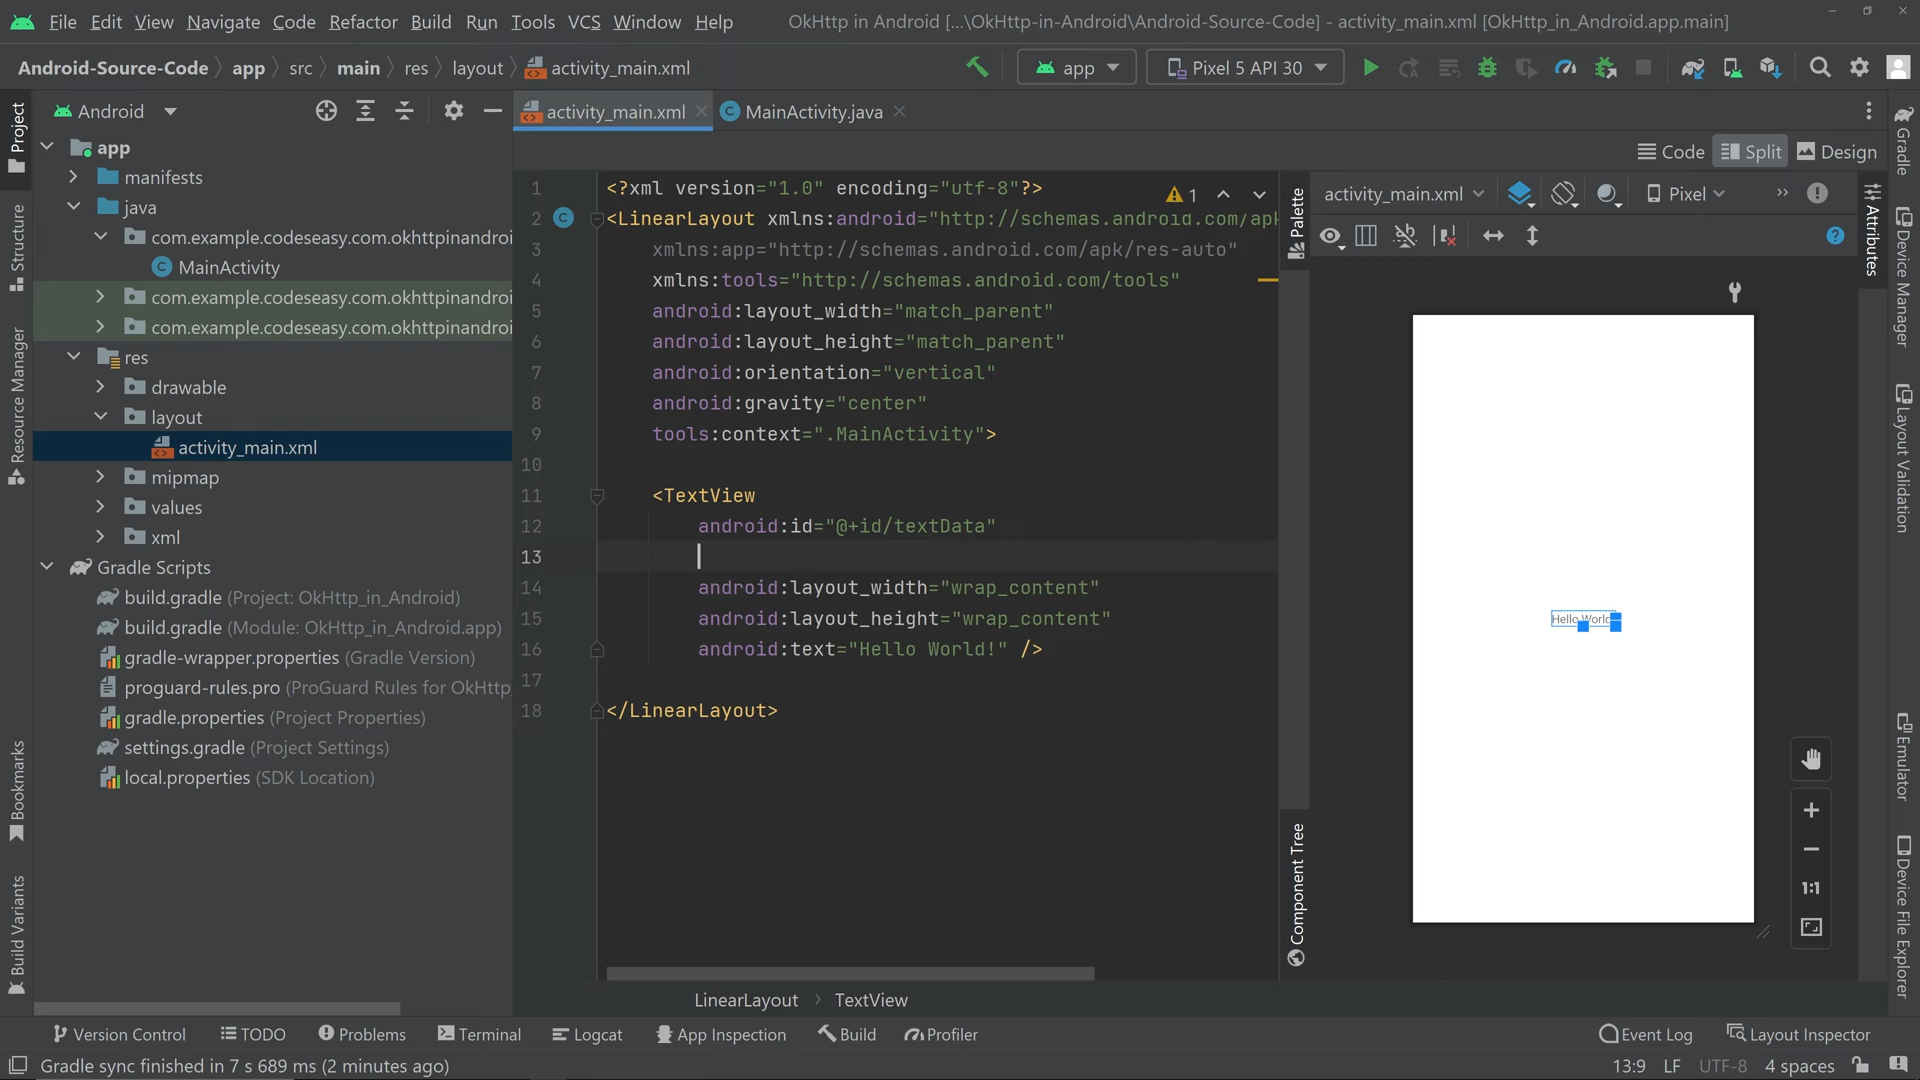 File Edit View Navigate Code Refactor Build Run Tools VCS Window Help OkHttp in Android [...\OkHttp-in-Android\Android-Source-Code] - activity_main.xml [OkHttp_in_Android.app.main]
Android-Source-Code app src main res layout activity_main.xml app Pixel 5 API 30
Project
Android
activity_main.xml MainActivity.java
Code Split Design
app
manifests
java
com.example.codeseasy.com.okhttpinandroi
MainActivity
com.example.codeseasy.com.okhttpinandroi
com.example.codeseasy.com.okhttpinandroi
res
drawable
layout
activity_main.xml
mipmap
values
xml
Gradle Scripts
build.gradle (Project: OkHttp_in_Android)
build.gradle (Module: OkHttp_in_Android.app)
gradle-wrapper.properties (Gradle Version)
proguard-rules.pro (ProGuard Rules for OkHttp_
gradle.properties (Project Properties)
settings.gradle (Project Settings)
local.properties (SDK Location)
Structure
Resource Manager
Bookmarks
Build Variants
1 <?xml version="1.0" encoding="utf-8"?>
1
2 <LinearLayout xmlns:android="http://schemas.android.com/apk
3 xmlns:app="http://schemas.android.com/apk/res-auto"
4 xmlns:tools="http://schemas.android.com/tools"
5 android:layout_width="match_parent"
6 android:layout_height="match_parent"
7 android:orientation="vertical"
8 android:gravity="center"
9 tools:context=".MainActivity">
10
11 <TextView
12 android:id="@+id/textData"
13
14 android:layout_width="wrap_content"
15 android:layout_height="wrap_content"
16 android:text="Hello World!" />
17
18 </LinearLayout>
LinearLayout TextView
Palette
Component Tree
activity_main.xml Pixel
Hello World
1:1
Attributes
Gradle
Device Manager
Layout Validation
Emulator
Device File Explorer
Version Control TODO Problems Terminal Logcat App Inspection Build Profiler Event Log Layout Inspector
Gradle sync finished in 7 s 689 ms (2 minutes ago) 13:9 LF UTF-8 4 spaces